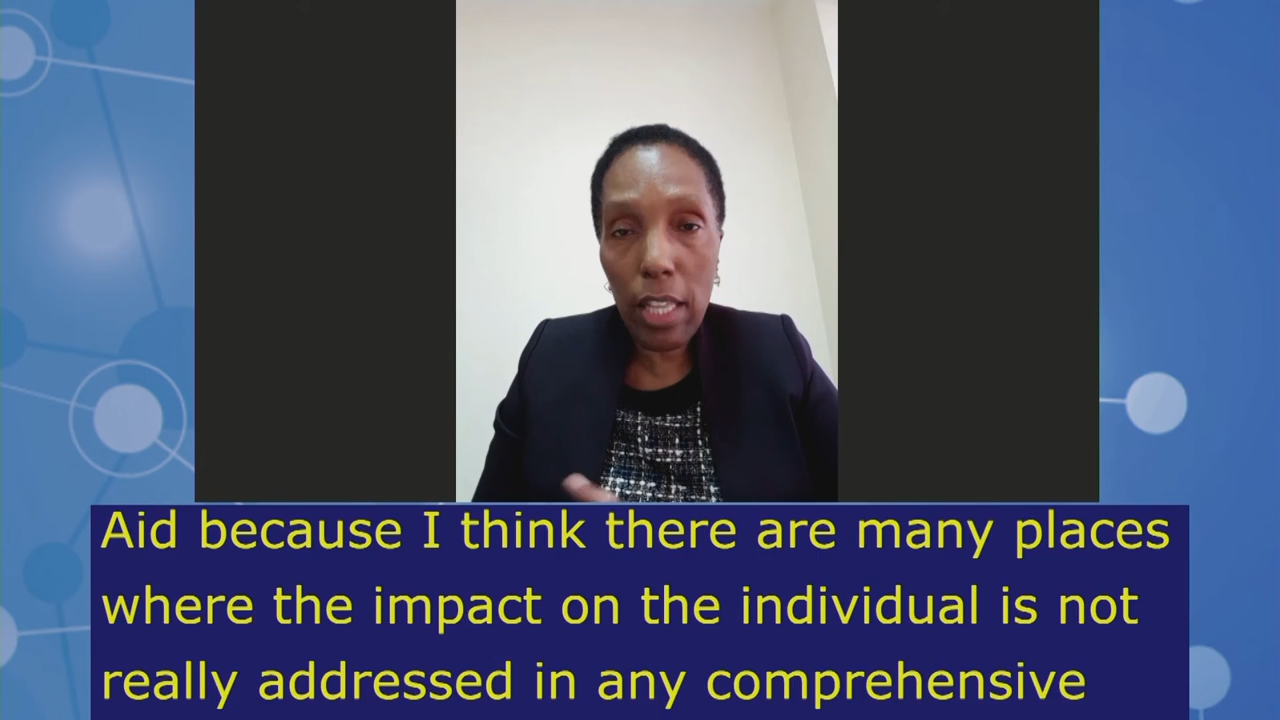 Aid because I think there are many places
where the impact on the individual is not
really addressed in any comprehensive